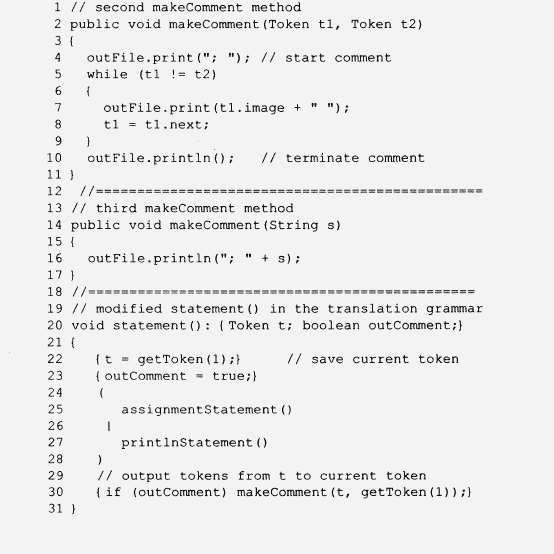 1 // second makeComment method
2 public void makeComment(Token t1, Token t2)
3 {
4   outFile.print("; "); // start comment
5   while (t1 != t2)
6   {
7     outFile.print(t1.image + " ");
8     t1 = t1.next;
9   }
10   outFile.println();   // terminate comment
11 }
12  //===============================================
13 // third makeComment method
14 public void makeComment(String s)
15 {
16   outFile.println("; " + s);
17 }
18 //===============================================
19 // modified statement() in the translation grammar
20 void statement(): {Token t; boolean outComment;}
21 {
22   {t = getToken(1);}      // save current token
23   {outComment = true;}
24   (
25      assignmentStatement()
26    |
27      printlnStatement()
28   )
29   // output tokens from t to current token
30   {if (outComment) makeComment(t, getToken(1));}
31 }